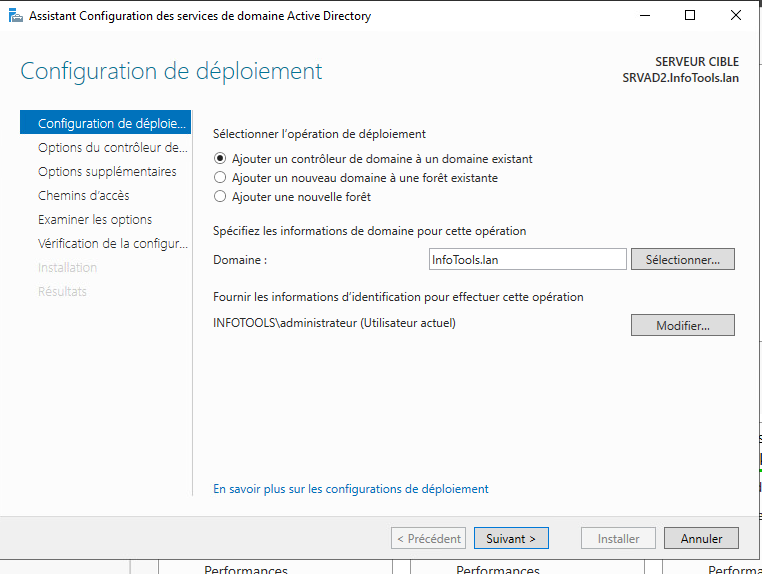 Assistant Configuration des services de domaine Active Directory
Configuration de déploiement
SERVEUR CIBLE
SRVAD2.InfoTools.lan
Configuration de déploie...
Options du contrôleur de...
Options supplémentaires
Chemins d'accès
Examiner les options
Vérification de la configur...
Installation
Résultats
Sélectionner l'opération de déploiement
Ajouter un contrôleur de domaine à un domaine existant
Ajouter un nouveau domaine à une forêt existante
Ajouter une nouvelle forêt
Spécifiez les informations de domaine pour cette opération
Domaine :
InfoTools.lan
Sélectionner...
Fournir les informations d'identification pour effectuer cette opération
INFOTOOLS\administrateur (Utilisateur actuel)
Modifier...
En savoir plus sur les configurations de déploiement
< Précédent
Suivant >
Installer
Annuler
Performances
Performances
Performa